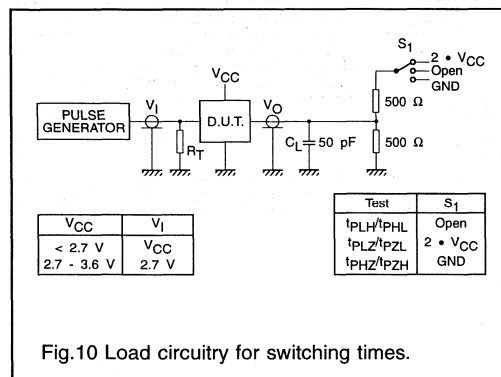 S1
2 • VCC
Open
GND
VCC
500 Ω
PULSE
GENERATOR
VI
D.U.T.
VO
RT
CL
50 pF
500 Ω
VCC VI
< 2.7 V VCC
2.7 - 3.6 V 2.7 V
Test S1
tPLH/tPHL Open
tPLZ/tPZL 2 • VCC
tPHZ/tPZH GND
Fig.10 Load circuitry for switching times.